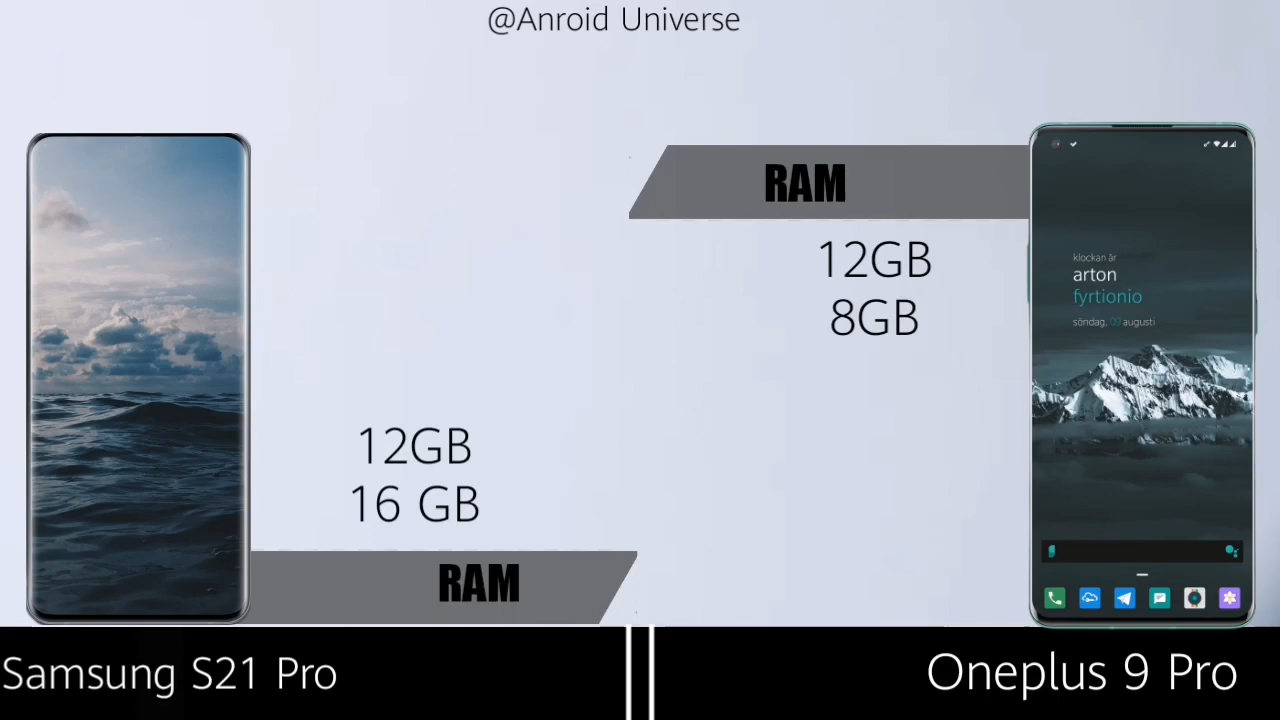 @Anroid Universe
RAM
12GB
8GB
klockan är
arton
fyrtionio
söndag, 09 augusti
12GB
16 GB
RAM
Samsung S21 Pro
Oneplus 9 Pro